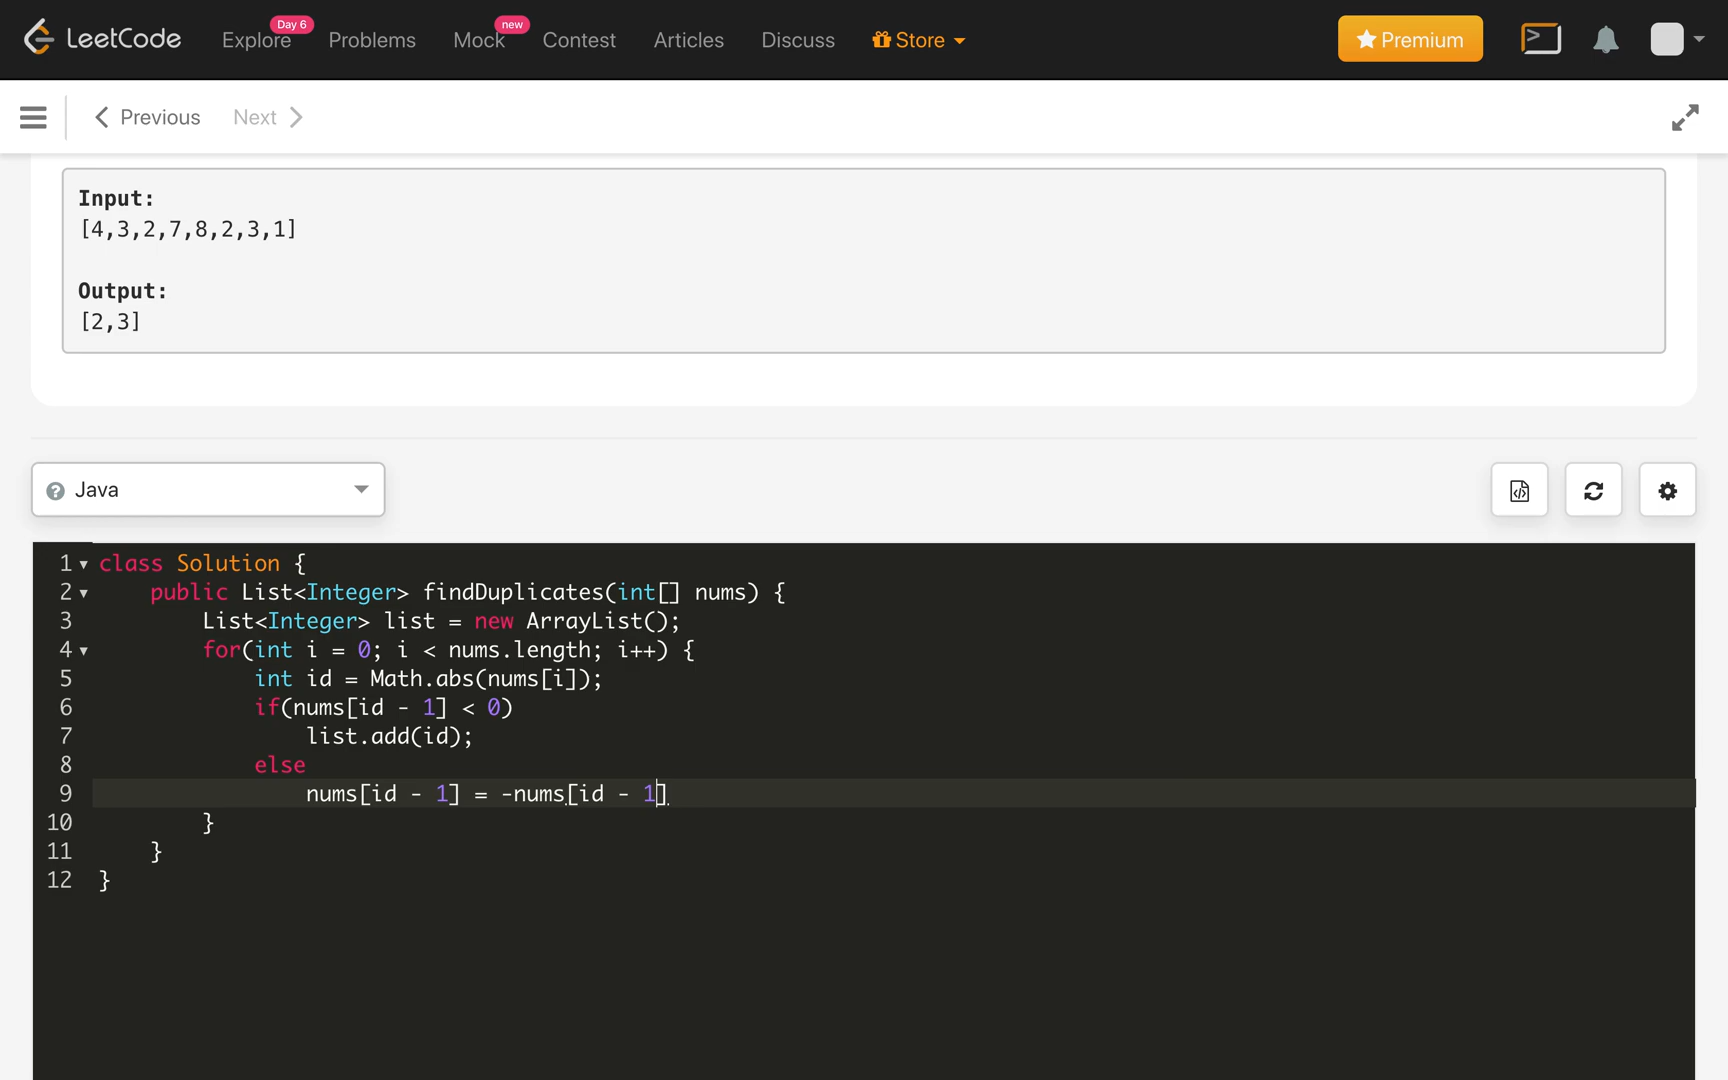 LeetCode
Explore Day 6 Problems Mock new Contest Articles Discuss Store Premium
Previous Next
Input:
[4,3,2,7,8,2,3,1]
Output:
[2,3]
Java
1 class Solution {
2 public List<Integer> findDuplicates(int[] nums) {
3 List<Integer> list = new ArrayList();
4 for(int i = 0; i < nums.length; i++) {
5 int id = Math.abs(nums[i]);
6 if(nums[id - 1] < 0)
7 list.add(id);
8 else
9 nums[id - 1] = -nums[id - 1]
10 }
11 }
12 }